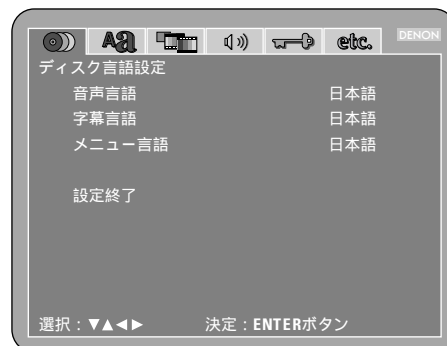 Aあ etc. DENON
ディスク言語設定
音声言語 日本語
字幕言語 日本語
メニュー言語 日本語
設定終了
選択：▼▲◀▶ 決定：ENTERボタン